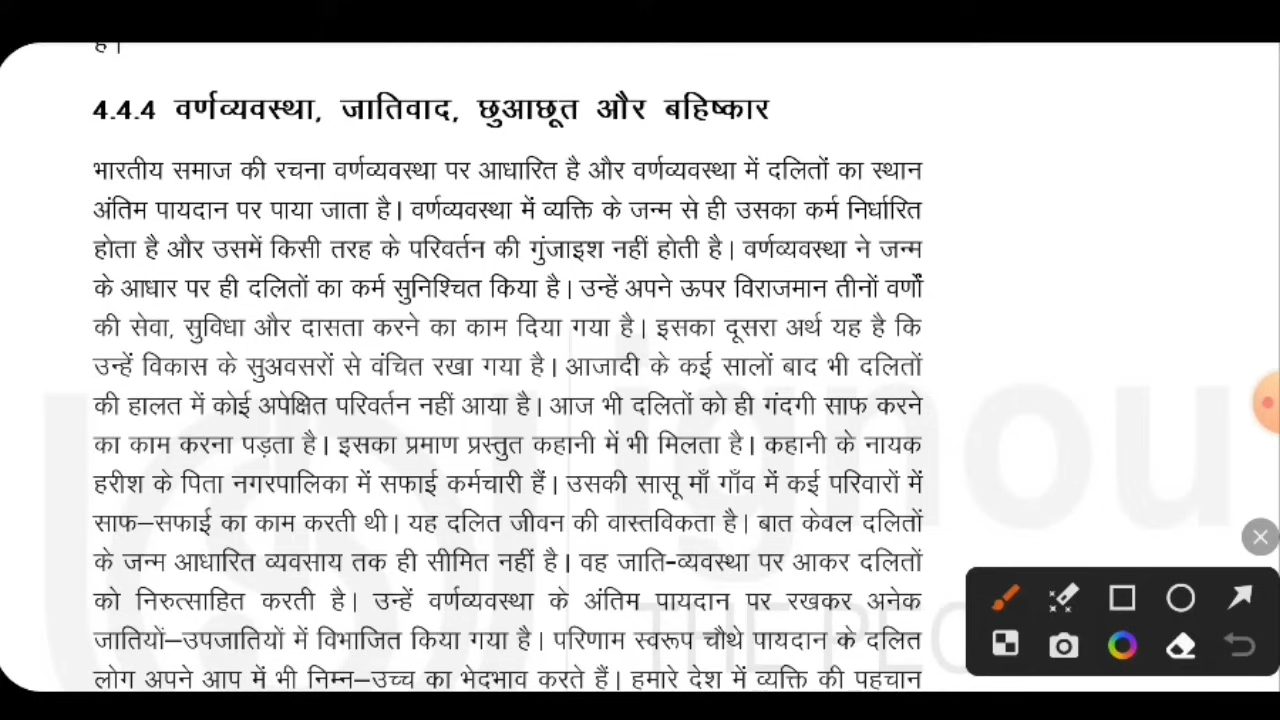 है।
4.4.4 वर्णव्यवस्था, जातिवाद, छुआछूत और बहिष्कार
भारतीय समाज की रचना वर्णव्यवस्था पर आधारित है और वर्णव्यवस्था में दलितों का स्थान
अंतिम पायदान पर पाया जाता है। वर्णव्यवस्था में व्यक्ति के जन्म से ही उसका कर्म निर्धारित
होता है और उसमें किसी तरह के परिवर्तन की गुंजाइश नहीं होती है। वर्णव्यवस्था ने जन्म
के आधार पर ही दलितों का कर्म सुनिश्चित किया है। उन्हें अपने ऊपर विराजमान तीनों वर्णों
की सेवा, सुविधा और दासता करने का काम दिया गया है। इसका दूसरा अर्थ यह है कि
उन्हें विकास के सुअवसरों से वंचित रखा गया है। आजादी के कई सालों बाद भी दलितों
की हालत में कोई अपेक्षित परिवर्तन नहीं आया है। आज भी दलितों को ही गंदगी साफ करने
का काम करना पड़ता है। इसका प्रमाण प्रस्तुत कहानी में भी मिलता है। कहानी के नायक
हरीश के पिता नगरपालिका में सफाई कर्मचारी हैं। उसकी सासू माँ गाँव में कई परिवारों में
साफ–सफाई का काम करती थी। यह दलित जीवन की वास्तविकता है। बात केवल दलितों
के जन्म आधारित व्यवसाय तक ही सीमित नहीं है। वह जाति-व्यवस्था पर आकर दलितों
को निरुत्साहित करती है। उन्हें वर्णव्यवस्था के अंतिम पायदान पर रखकर अनेक
जातियों–उपजातियों में विभाजित किया गया है। परिणाम स्वरूप चौथे पायदान के दलित
लोग अपने आप में भी निम्न–उच्च का भेदभाव करते हैं। हमारे देश में व्यक्ति की पहचान
ignou
THE PEO